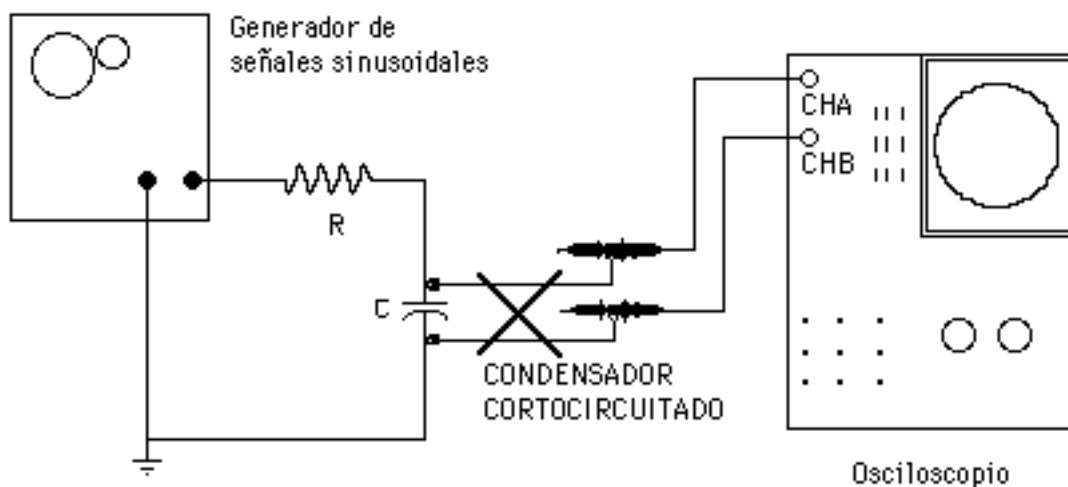 Generador de
señales sinusoidales
CHA
CHB
R
C
CONDENSADOR
CORTOCIRCUITADO
Osciloscopio